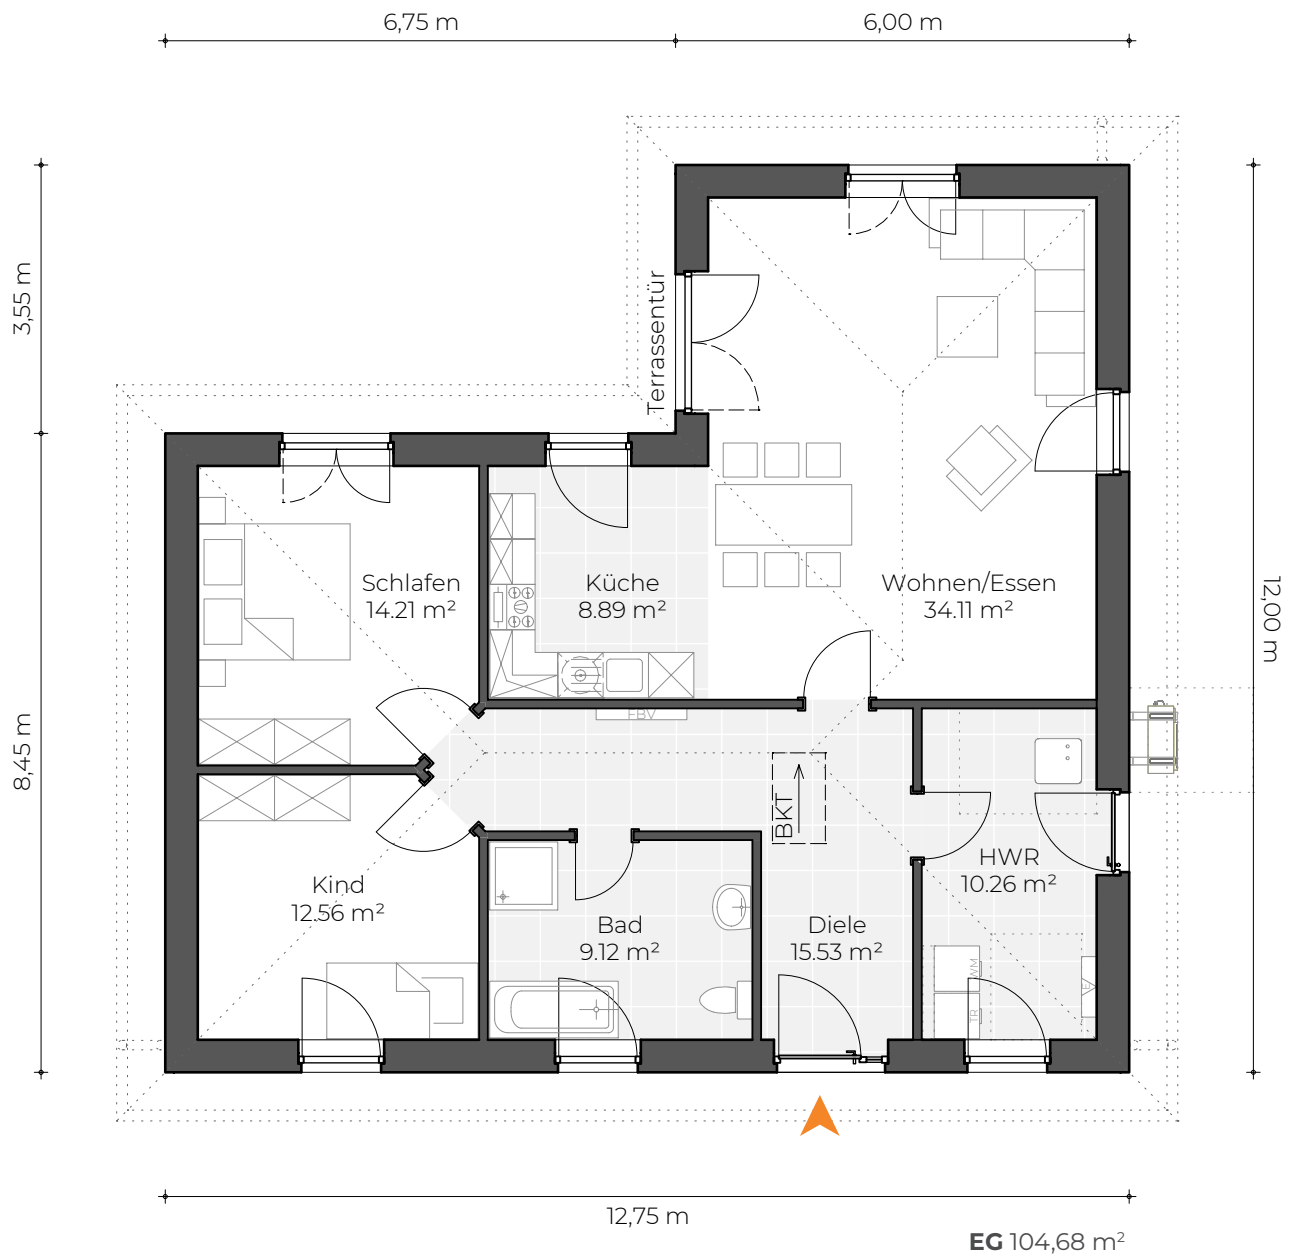 6,75 m
6,00 m
3,55 m
Terrassentür
Schlafen
14.21 m²
Küche
8.89 m²
Wohnen/Essen
34.11 m²
12,00 m
FBV
8,45 m
BKT
HWR
10.26 m²
Kind
12.56 m²
Bad
9.12 m²
Diele
15.53 m²
WM
TR
12,75 m
EG 104,68 m²